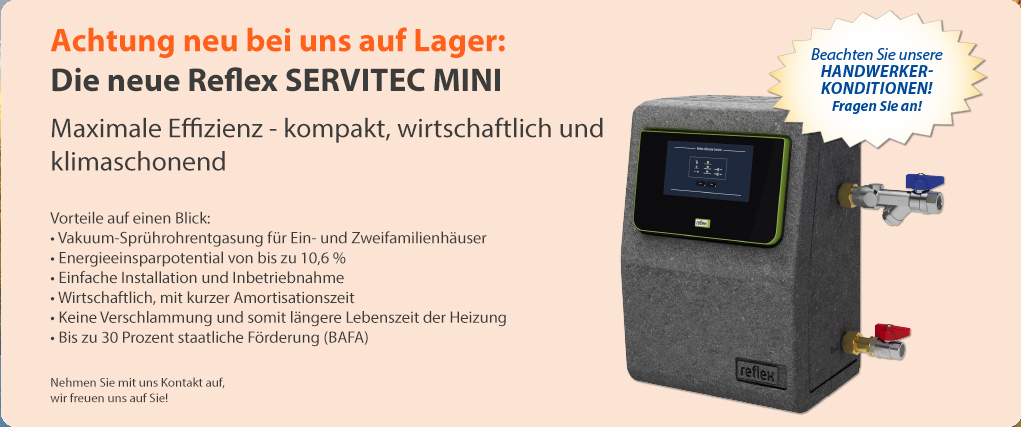 Achtung neu bei uns auf Lager:
Die neue Reflex SERVITEC MINI
Maximale Effizienz - kompakt, wirtschaftlich und
klimaschonend
Vorteile auf einen Blick:
• Vakuum-Sprührohrentgasung für Ein- und Zweifamilienhäuser
• Energieeinsparpotential von bis zu 10,6 %
• Einfache Installation und Inbetriebnahme
• Wirtschaftlich, mit kurzer Amortisationszeit
• Keine Verschlammung und somit längere Lebenszeit der Heizung
• Bis zu 30 Prozent staatliche Förderung (BAFA)
Nehmen Sie mit uns Kontakt auf,
wir freuen uns auf Sie!
Beachten Sie unsere
HANDWERKER-
KONDITIONEN!
Fragen SIe an!
reflex
reflex